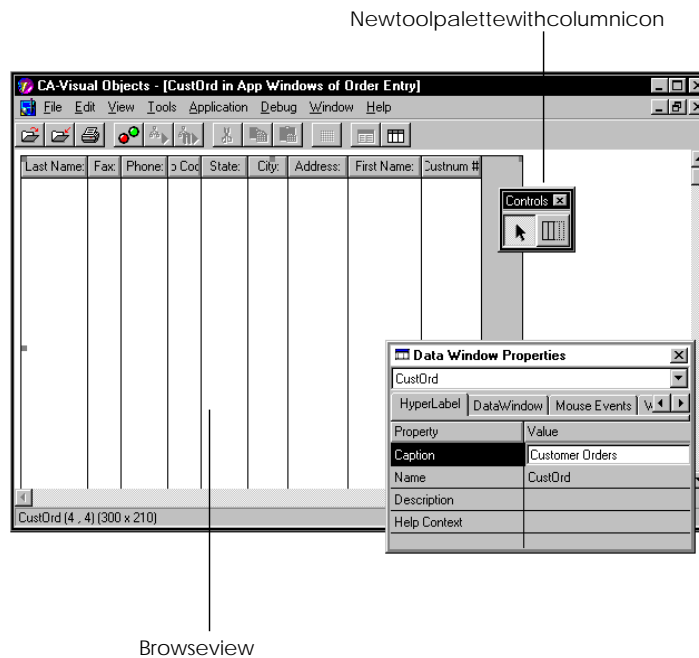 Newtoolpalettewithcolumnicon
CA-Visual Objects - [CustOrd in App Windows of Order Entry]
File Edit View Tools Application Debug Window Help
Last Name: Fax: Phone: o Cod State: City: Address: First Name: Custnum #
Controls
Data Window Properties
CustOrd
HyperLabel DataWindow Mouse Events
Property Value
Caption Customer Orders
Name CustOrd
Description
Help Context
CustOrd (4 , 4) (300 x 210)
Browseview